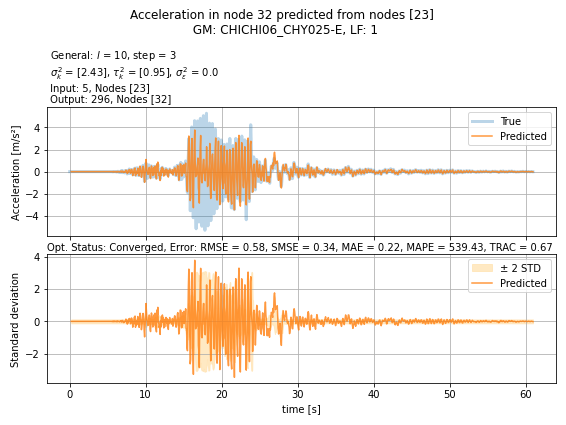 Acceleration in node 32 predicted from nodes [23]
GM: CHICHI06_CHY025-E, LF: 1
General: l = 10, step = 3
σ²ₖ = [2.43], τ²ₖ = [0.95], σ²ε = 0.0
Input: 5, Nodes [23]
Output: 296, Nodes [32]
Acceleration [m/s²]
4
2
0
−2
−4
True
Predicted
Opt. Status: Converged, Error: RMSE = 0.58, SMSE = 0.34, MAE = 0.22, MAPE = 539.43, TRAC = 0.67
Standard deviation
4
2
0
−2
± 2 STD
Predicted
0 10 20 30 40 50 60
time [s]